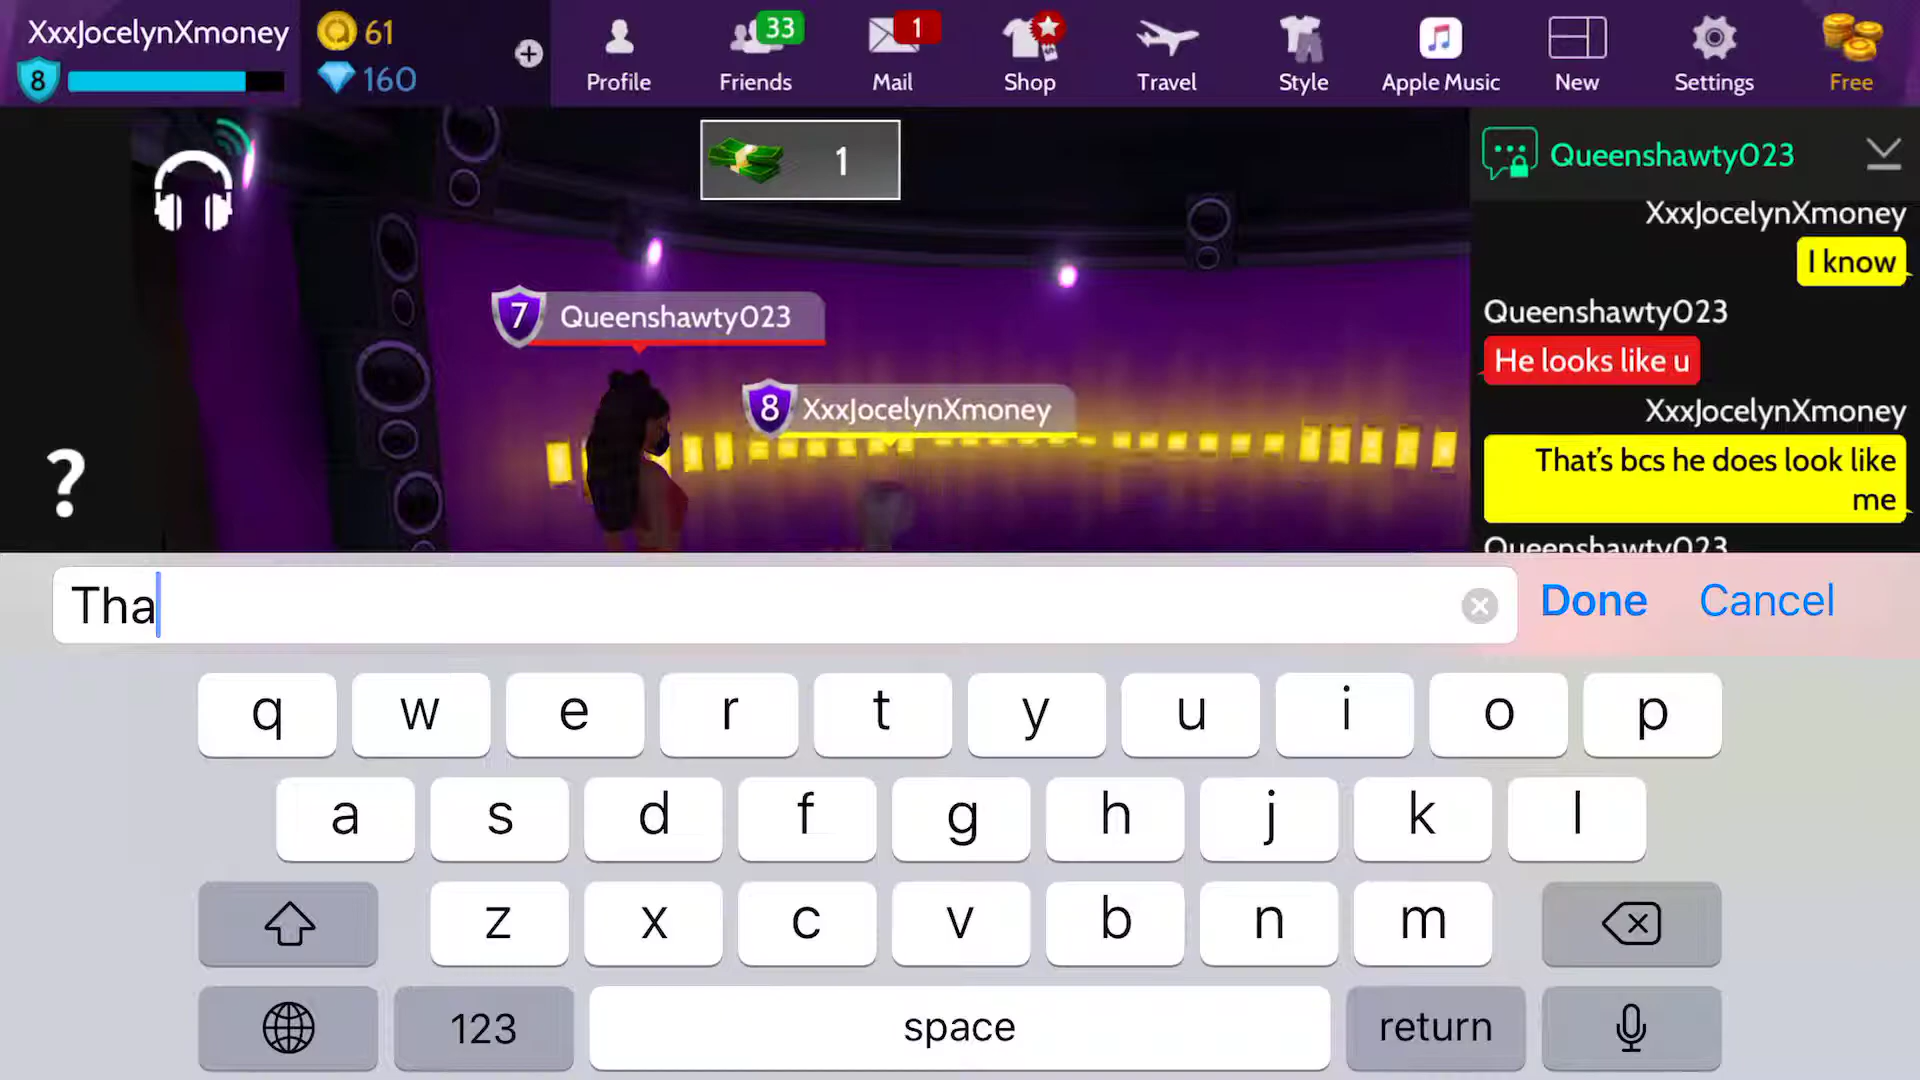 XxxJocelynXmoney
8
61
160
Profile
33
Friends
1
Mail
Shop
Travel
Style
Apple Music
New
Settings
Free
1
Queenshawty023
XxxJocelynXmoney
I know
Queenshawty023
He looks like u
XxxJocelynXmoney
That's bcs he does look like
me
Queenshawty023
7 Queenshawty023
8 XxxJocelynXmoney
?
Tha
Done
Cancel
q w e r t y u i o p
a s d f g h j k l
z x c v b n m
123 space return